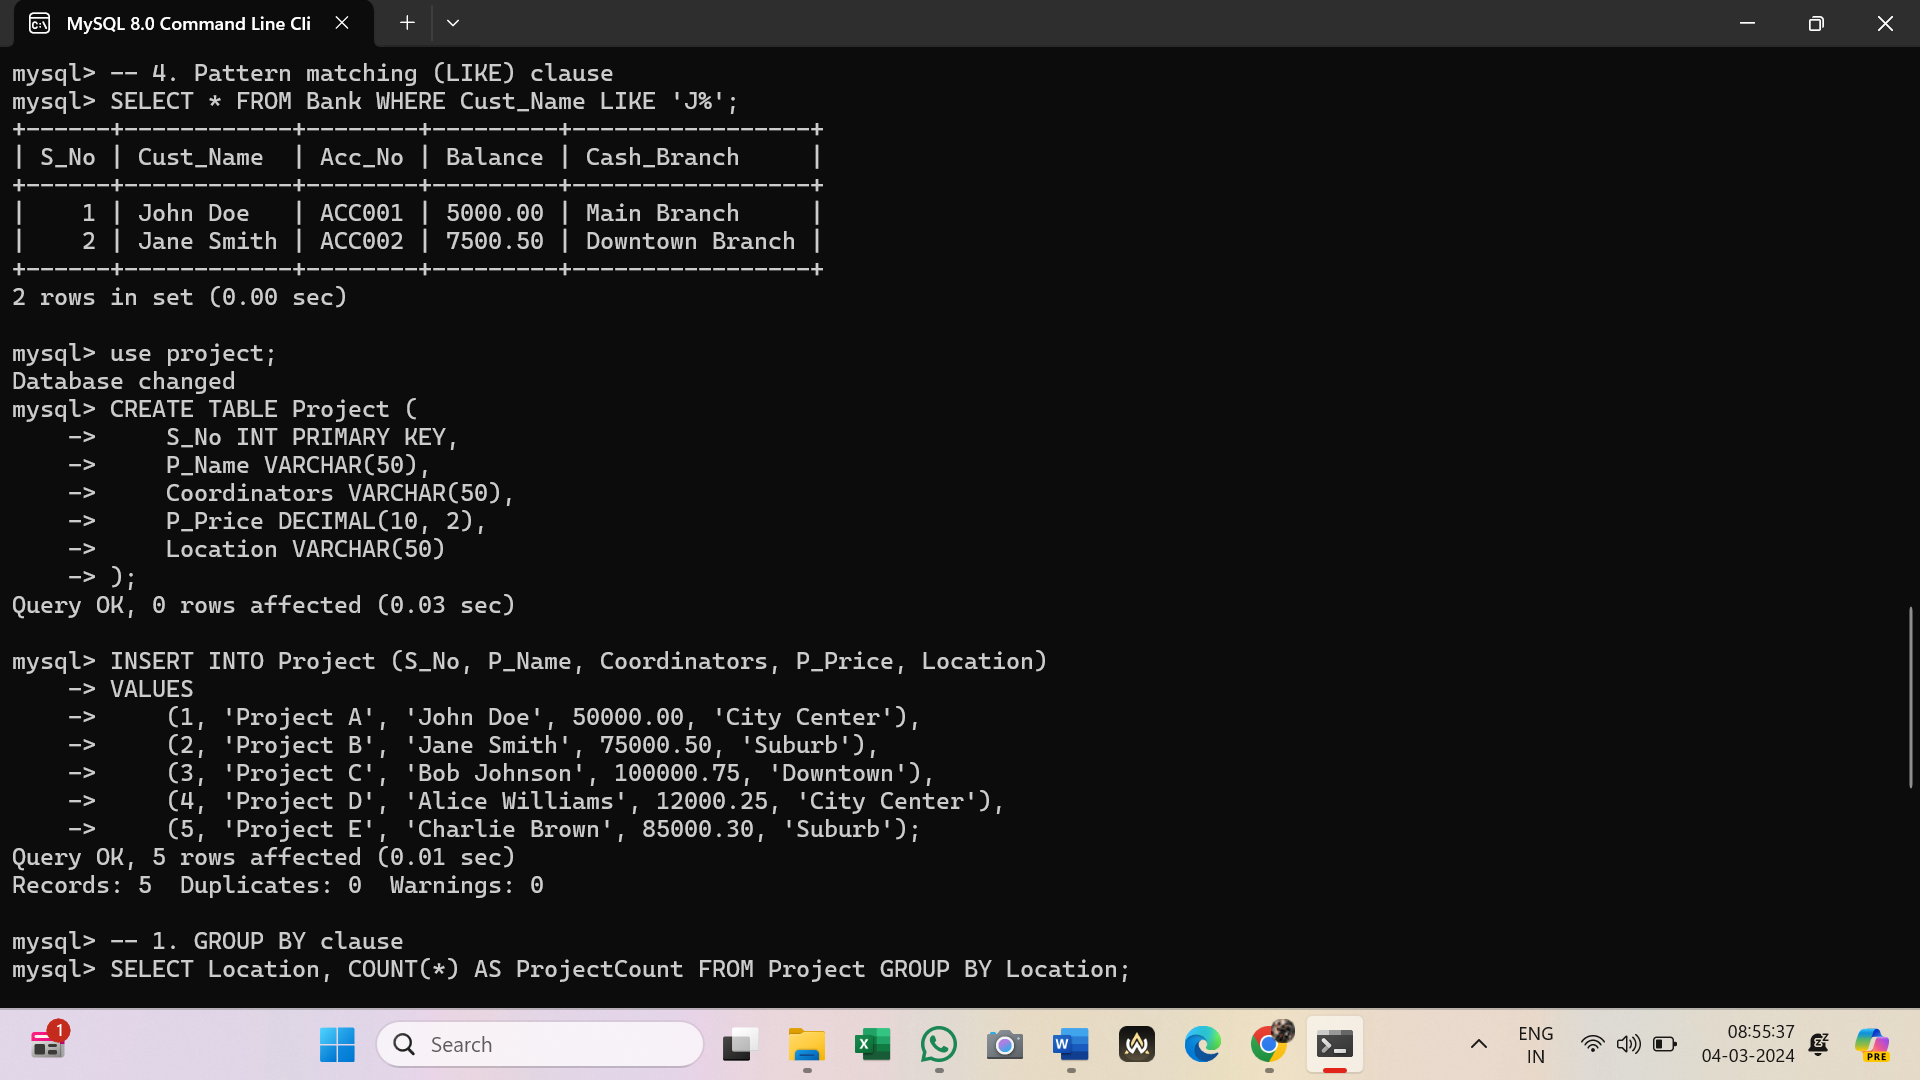 MySQL 8.0 Command Line Cli
mysql> -- 4. Pattern matching (LIKE) clause
mysql> SELECT * FROM Bank WHERE Cust_Name LIKE 'J%';
+------+------------+--------+---------+-----------------+
| S_No | Cust_Name  | Acc_No | Balance | Cash_Branch     |
+------+------------+--------+---------+-----------------+
|    1 | John Doe   | ACC001 | 5000.00 | Main Branch     |
|    2 | Jane Smith | ACC002 | 7500.50 | Downtown Branch |
+------+------------+--------+---------+-----------------+
2 rows in set (0.00 sec)
mysql> use project;
Database changed
mysql> CREATE TABLE Project (
    ->     S_No INT PRIMARY KEY,
    ->     P_Name VARCHAR(50),
    ->     Coordinators VARCHAR(50),
    ->     P_Price DECIMAL(10, 2),
    ->     Location VARCHAR(50)
    -> );
Query OK, 0 rows affected (0.03 sec)
mysql> INSERT INTO Project (S_No, P_Name, Coordinators, P_Price, Location)
    -> VALUES
    ->     (1, 'Project A', 'John Doe', 50000.00, 'City Center'),
    ->     (2, 'Project B', 'Jane Smith', 75000.50, 'Suburb'),
    ->     (3, 'Project C', 'Bob Johnson', 100000.75, 'Downtown'),
    ->     (4, 'Project D', 'Alice Williams', 12000.25, 'City Center'),
    ->     (5, 'Project E', 'Charlie Brown', 85000.30, 'Suburb');
Query OK, 5 rows affected (0.01 sec)
Records: 5  Duplicates: 0  Warnings: 0
mysql> -- 1. GROUP BY clause
mysql> SELECT Location, COUNT(*) AS ProjectCount FROM Project GROUP BY Location;
1
Search
ENG
IN
08:55:37
04-03-2024
PRE